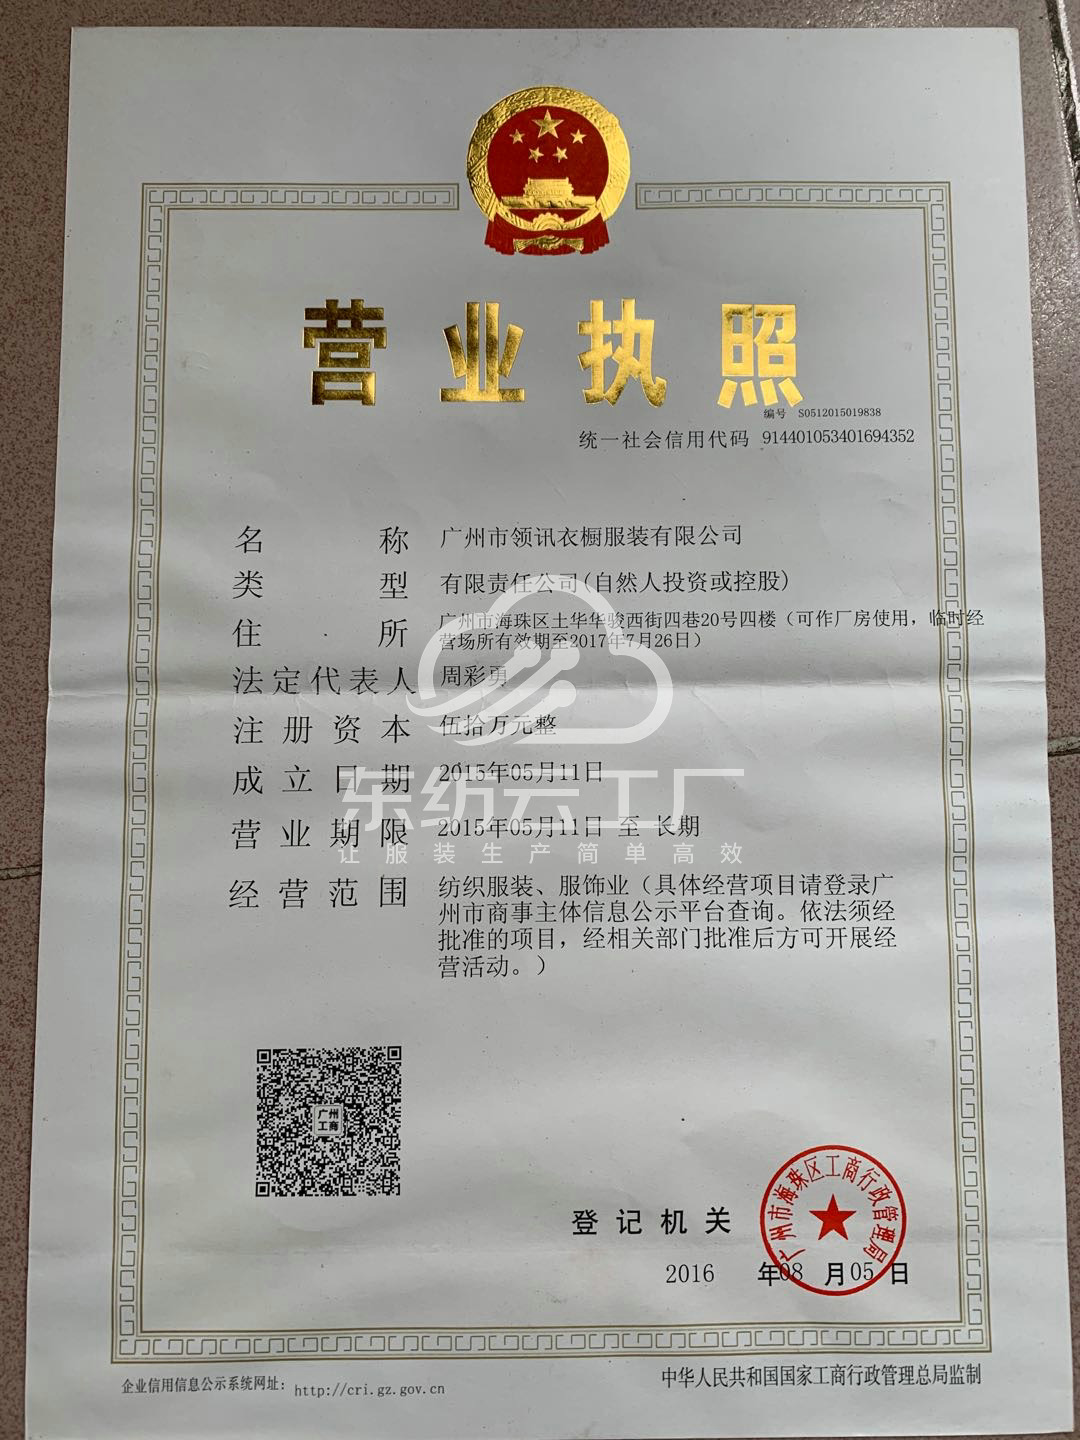 营业执照
编号 S0512015019838
统一社会信用代码 914401053401694352
名称 广州市领讯衣橱服装有限公司
类型 有限责任公司(自然人投资或控股)
住所 广州市海珠区土华华骏西街四巷20号四楼（可作厂房使用，临时经
营场所有效期至2017年7月26日）
法定代表人 周彩勇
注册资本 伍拾万元整
成立日期 2015年05月11日
东纺云工厂
营业期限 2015年05月11日 至 长期
让服装生产简单高效
经营范围 纺织服装、服饰业（具体经营项目请登录广
州市商事主体信息公示平台查询。依法须经
批准的项目，经相关部门批准后方可开展经
营活动。）
广州
工商
登记机关
广州市海珠区工商行政管理局
2016 年08 月05 日
企业信用信息公示系统网址： http://cri.gz.gov.cn
中华人民共和国国家工商行政管理总局监制